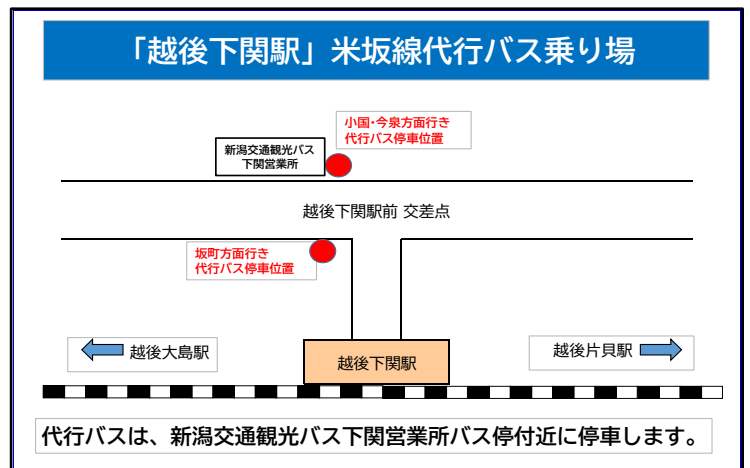 「越後下関駅」米坂線代行バス乗り場
小国･今泉方面行き
代行バス停車位置
新潟交通観光バス
下関営業所
越後下関駅前 交差点
坂町方面行き
代行バス停車位置
越後大島駅
越後下関駅
越後片貝駅
代行バスは、新潟交通観光バス下関営業所バス停付近に停車します。